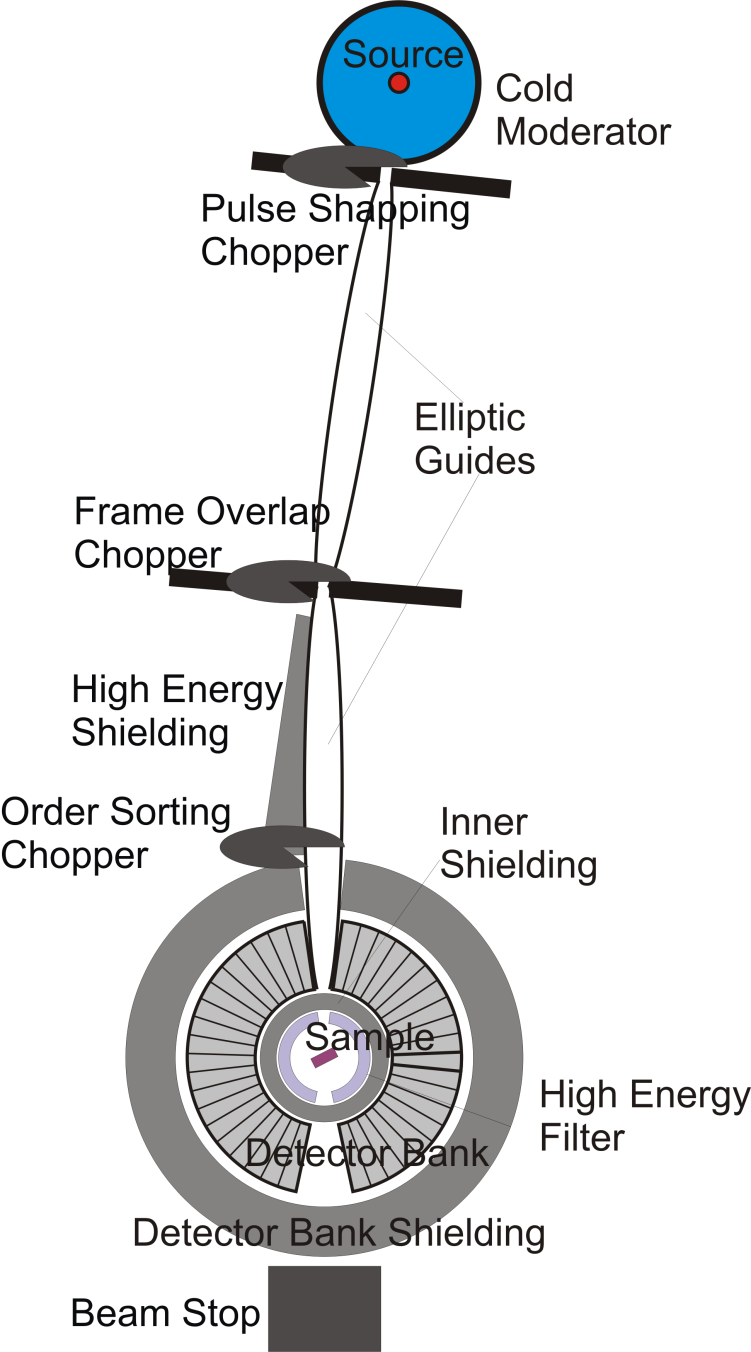 Source
Cold
Moderator
Pulse Shapping
Chopper
Elliptic
Guides
Frame Overlap
Chopper
High Energy
Shielding
Order Sorting
Chopper
Inner
Shielding
Sample
High Energy
Filter
Detector Bank
Detector Bank Shielding
Beam Stop